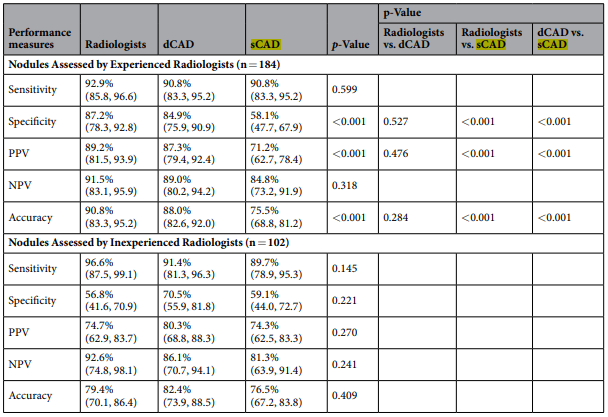 p-Value
Performance measures Radiologists dCAD sCAD p-Value Radiologists vs. dCAD Radiologists vs. sCAD dCAD vs. sCAD
Nodules Assessed by Experienced Radiologists (n = 184)
Sensitivity 92.9% (85.8, 96.6) 90.8% (83.3, 95.2) 90.8% (83.3, 95.2) 0.599
Specificity 87.2% (78.3, 92.8) 84.9% (75.9, 90.9) 58.1% (47.7, 67.9) <0.001 0.527 <0.001 <0.001
PPV 89.2% (81.5, 93.9) 87.3% (79.4, 92.4) 71.2% (62.7, 78.4) <0.001 0.476 <0.001 <0.001
NPV 91.5% (83.1, 95.9) 89.0% (80.2, 94.2) 84.8% (73.2, 91.9) 0.318
Accuracy 90.8% (83.3, 95.2) 88.0% (82.6, 92.0) 75.5% (68.8, 81.2) <0.001 0.284 <0.001 <0.001
Nodules Assessed by Inexperienced Radiologists (n = 102)
Sensitivity 96.6% (87.5, 99.1) 91.4% (81.3, 96.3) 89.7% (78.9, 95.3) 0.145
Specificity 56.8% (41.6, 70.9) 70.5% (55.9, 81.8) 59.1% (44.0, 72.7) 0.221
PPV 74.7% (62.9, 83.7) 80.3% (68.8, 88.3) 74.3% (62.5, 83.3) 0.270
NPV 92.6% (74.8, 98.1) 86.1% (70.7, 94.1) 81.3% (63.9, 91.4) 0.241
Accuracy 79.4% (70.1, 86.4) 82.4% (73.9, 88.5) 76.5% (67.2, 83.8) 0.409